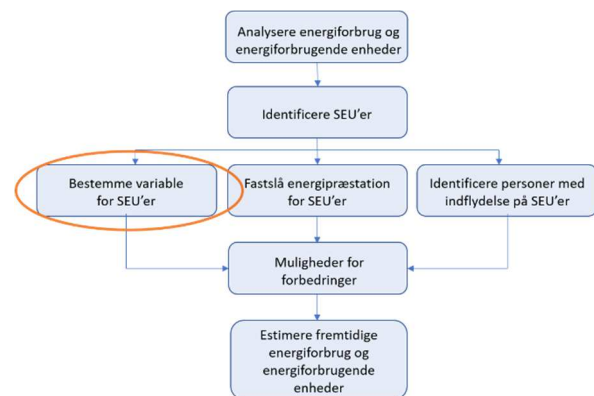 Analysere energiforbrug og
energiforbrugende enheder
Identificere SEU'er
Bestemme variable
for SEU'er
Fastslå energipræstation
for SEU'er
Identificere personer med
indflydelse på SEU'er
Muligheder for
forbedringer
Estimere fremtidige
energiforbrug og
energiforbrugende
enheder